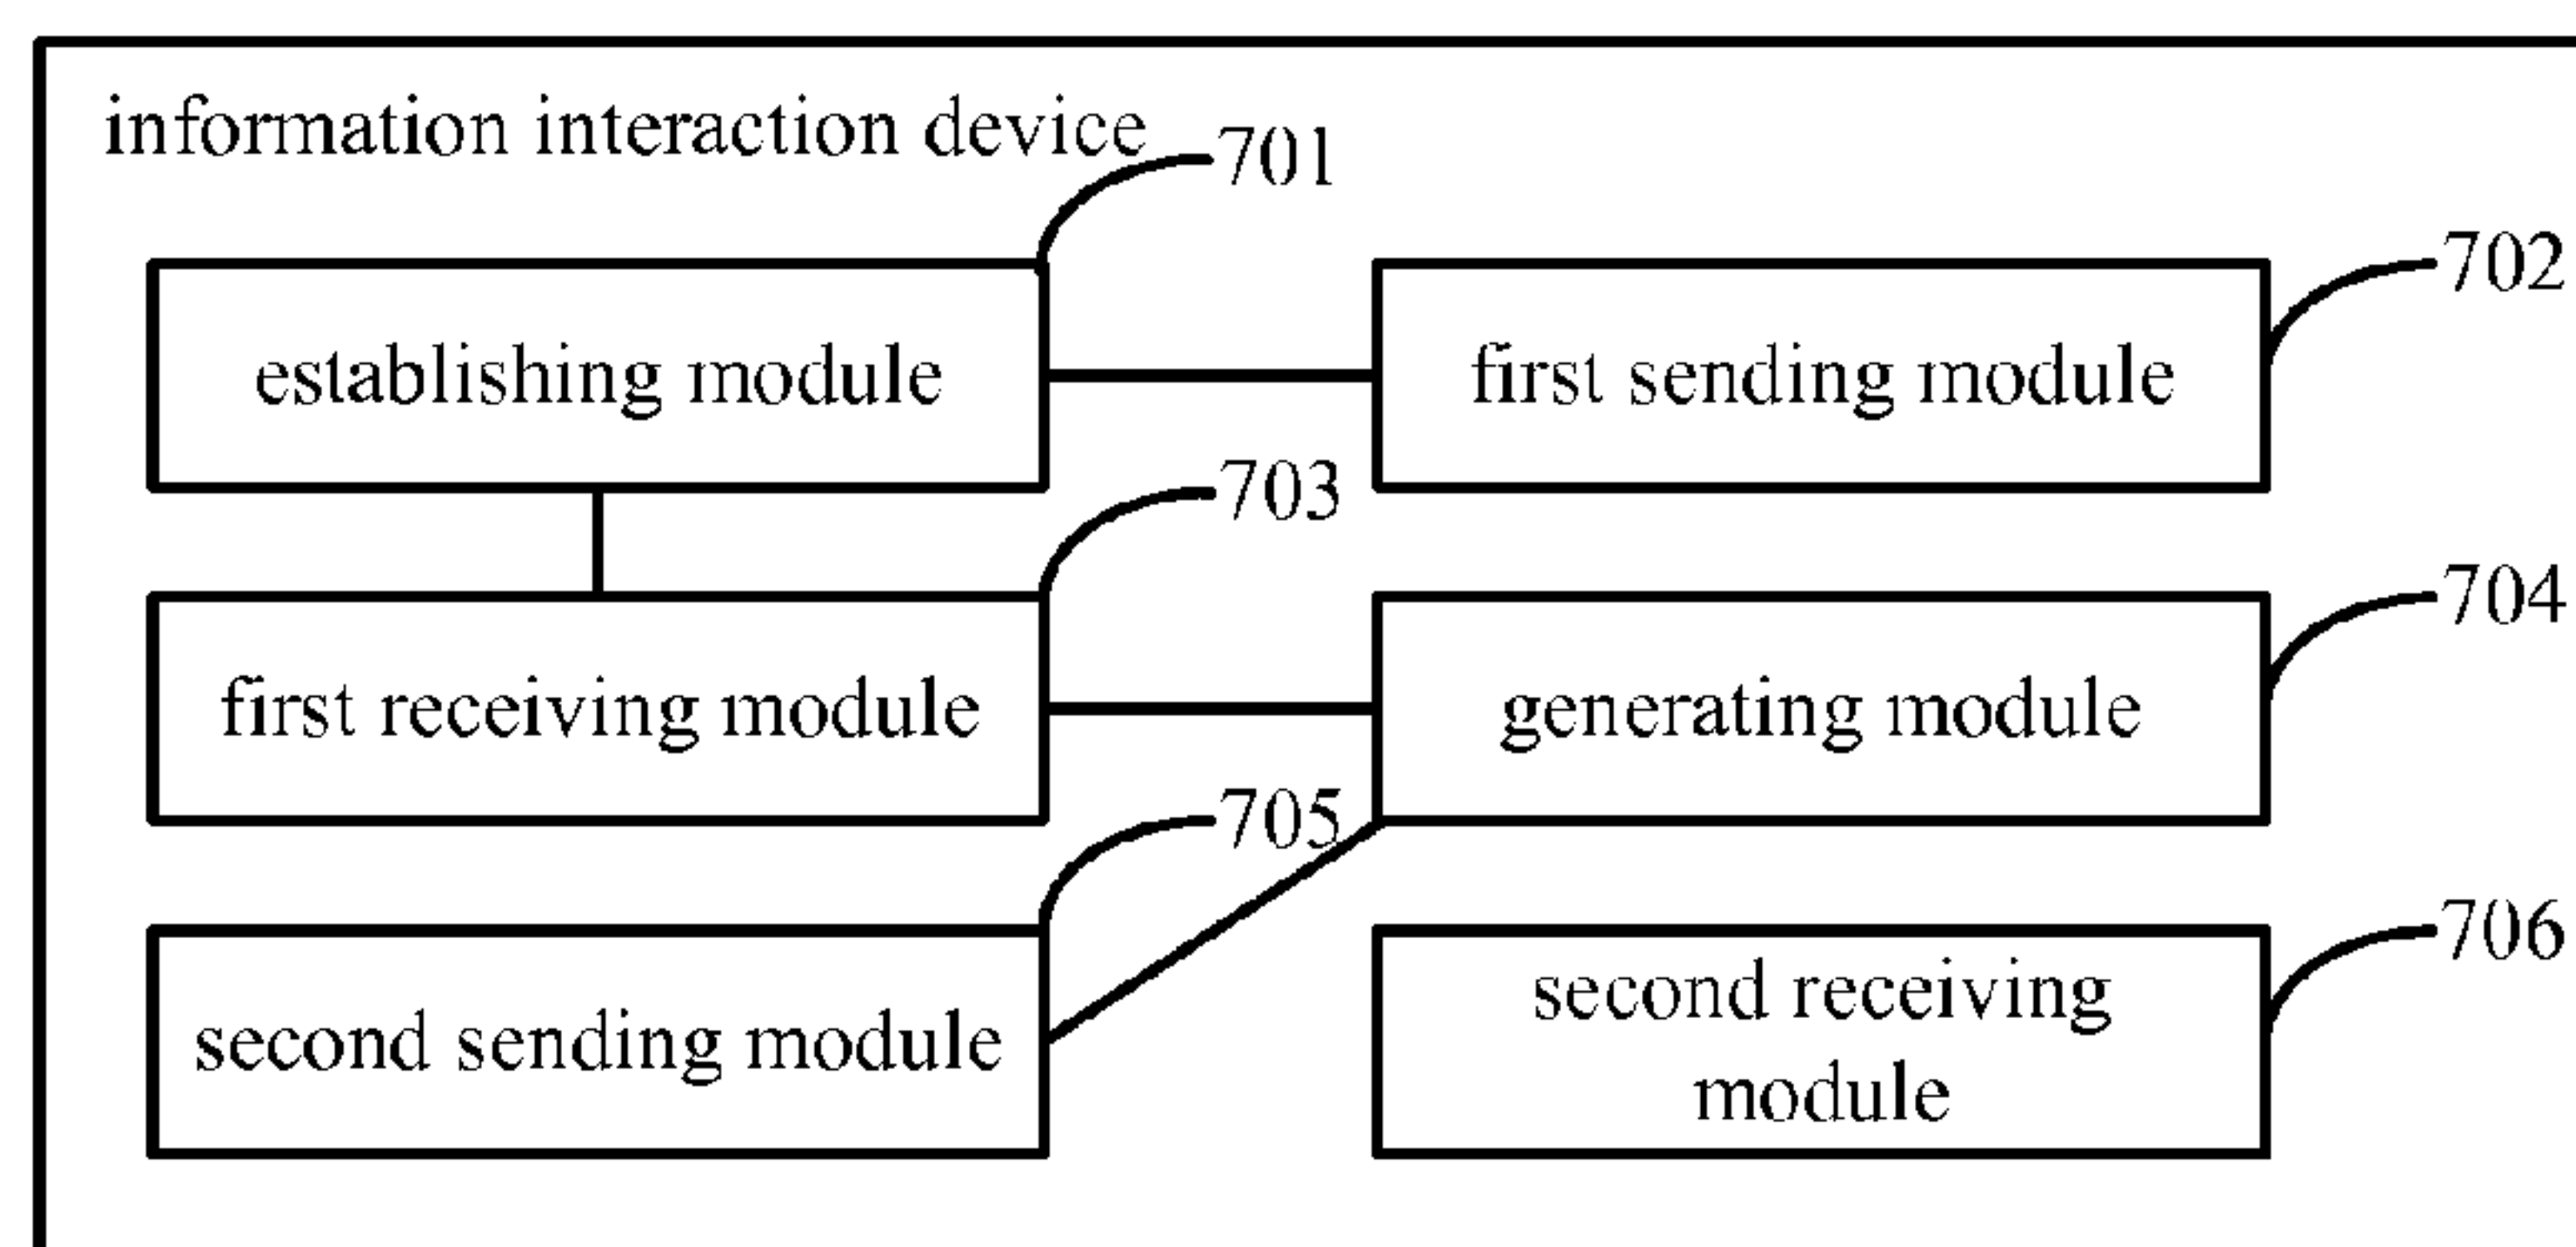 information interaction device
701
702
establishing module
first sending module
703
704
first receiving module
generating module
705
706
second sending module
second receiving
module